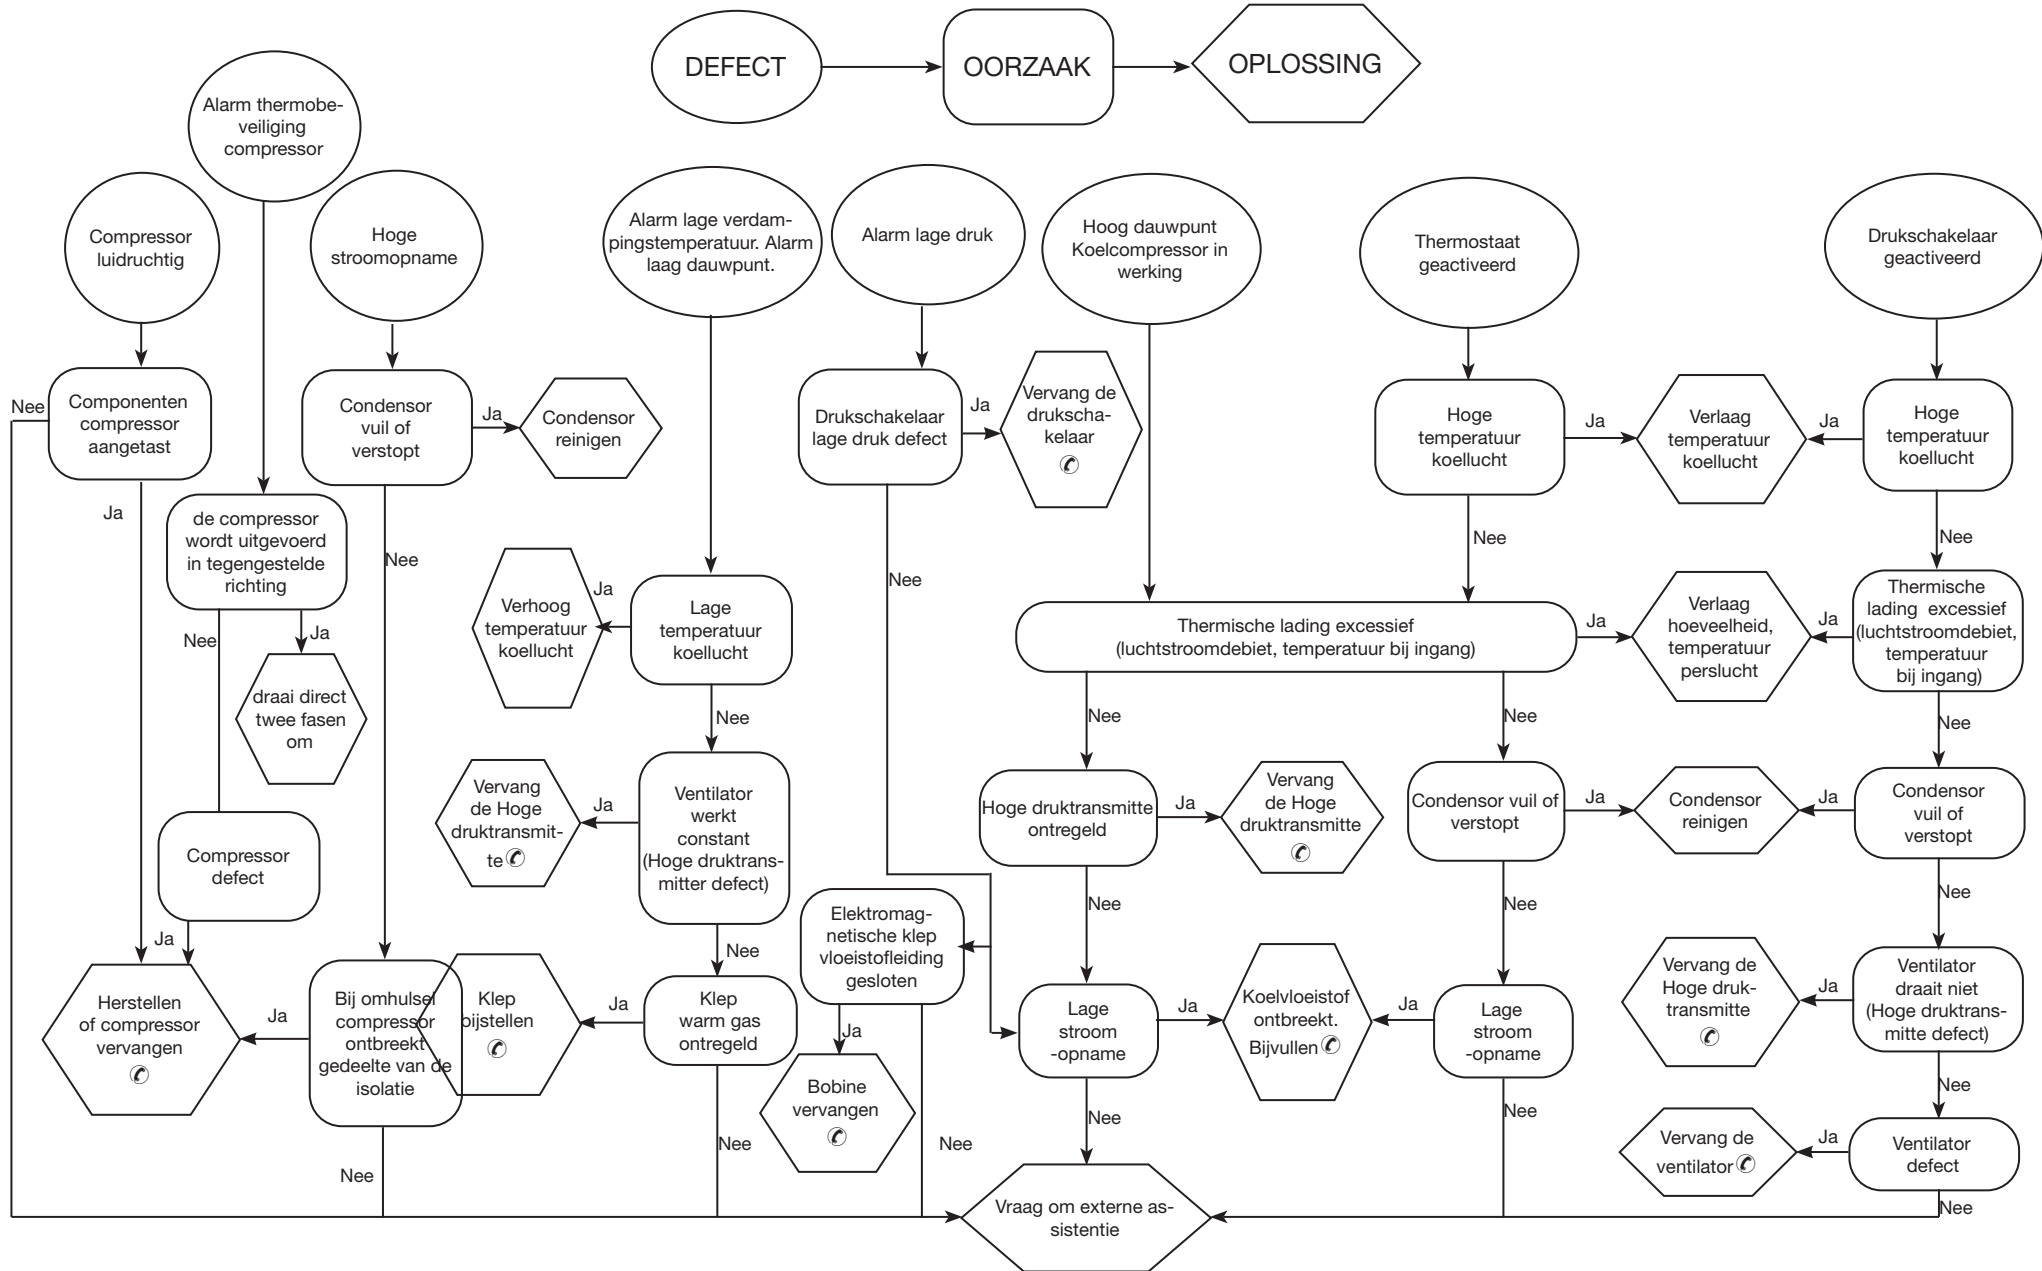 DEFECT
OORZAAK
OPLOSSING
Alarm thermobe-
veiliging
compressor
Compressor
luidruchtig
Hoge
stroomopname
Alarm lage verdam-
pingstemperatuur. Alarm
laag dauwpunt.
Alarm lage druk
Hoog dauwpunt
Koelcompressor in
werking
Thermostaat
geactiveerd
Drukschakelaar
geactiveerd
Nee
Componenten
compressor
aangetast
Condensor
vuil of
verstopt
Ja
Condensor
reinigen
Drukschakelaar
lage druk defect
Ja
Vervang de
drukscha-
kelaar
Hoge
temperatuur
koellucht
Ja
Verlaag
temperatuur
koellucht
Ja
Hoge
temperatuur
koellucht
Ja
de compressor
wordt uitgevoerd
in tegengestelde
richting
Nee
Nee
Nee
Nee
Nee
Ja
draai direct
twee fasen
om
Verhoog
temperatuur
koellucht
Ja
Lage
temperatuur
koellucht
Thermische lading excessief
(luchtstroomdebiet, temperatuur bij ingang)
Ja
Verlaag
hoeveelheid,
temperatuur
perslucht
Ja
Thermische
lading excessief
(luchtstroomdebiet,
temperatuur
bij ingang)
Nee
Nee
Nee
Nee
Vervang
de Hoge
druktransmit-
te
Ja
Ventilator
werkt
constant
(Hoge druktrans-
mitter defect)
Hoge druktransmitte
ontregeld
Ja
Vervang
de Hoge
druktransmitte
Condensor vuil of
verstopt
Ja
Condensor
reinigen
Ja
Condensor
vuil of
verstopt
Compressor
defect
Ja
Nee
Elektromag-
netische klep
vloeistofleiding
gesloten
Nee
Nee
Nee
Herstellen
of compressor
vervangen
Ja
Bij omhulsel
compressor
ontbreekt
gedeelte van de
isolatie
Klep
bijstellen
Ja
Klep
warm gas
ontregeld
Ja
Bobine
vervangen
Lage
stroom
-opname
Ja
Koelvloeistof
ontbreekt.
Bijvullen
Ja
Lage
stroom
-opname
Vervang de
Hoge druk-
transmitte
Ja
Ventilator
draait niet
(Hoge druktrans-
mitte defect)
Nee
Nee
Nee
Nee
Nee
Nee
Vervang de
ventilator
Ja
Ventilator
defect
Vraag om externe as-
sistentie
Nee